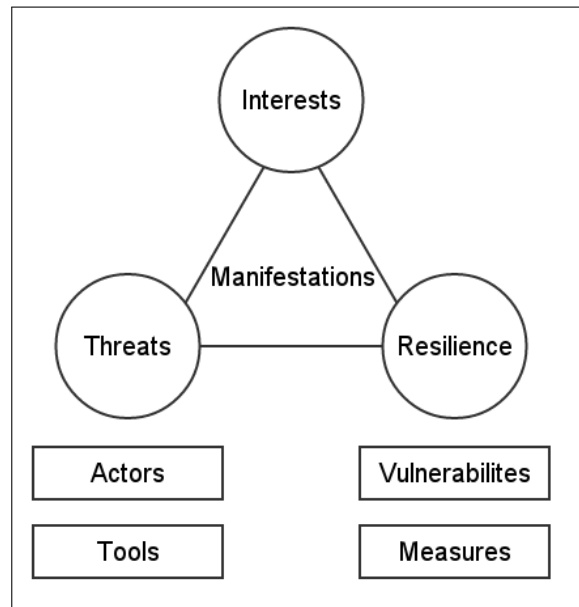 Interests
Manifestations
Threats
Resilience
Actors
Vulnerabilites
Tools
Measures